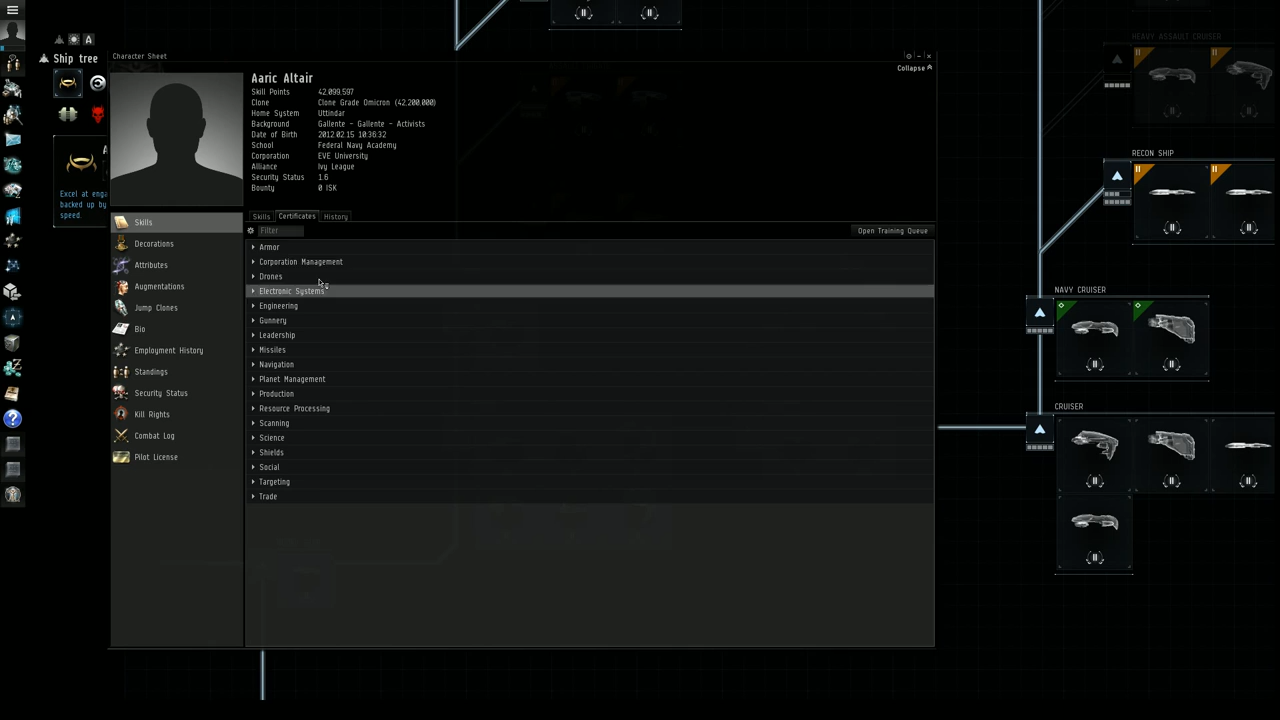 A
Ship tree
Excel at enga
backed up by
speed.
Character Sheet
Collapse
Aaric Altair
Skill Points 42.099.597
Clone Clone Grade Omicron (42,200,000)
Home System Uttindar
Background Gallente - Gallente - Activists
Date of Birth 2012.02.15 10:36:32
School Federal Navy Academy
Corporation EVE University
Alliance Ivy League
Security Status 1.6
Bounty 0 ISK
Skills Certificates History
Filter
Open Training Queue
Skills
Decorations
Attributes
Augmentations
Jump Clones
Bio
Employment History
Standings
Security Status
Kill Rights
Combat Log
Pilot License
Armor
Corporation Management
Drones
Electronic Systems
Engineering
Gunnery
Leadership
Missiles
Navigation
Planet Management
Production
Resource Processing
Scanning
Science
Shields
Social
Targeting
Trade
HEAVY ASSAULT CRUISER
RECON SHIP
NAVY CRUISER
CRUISER